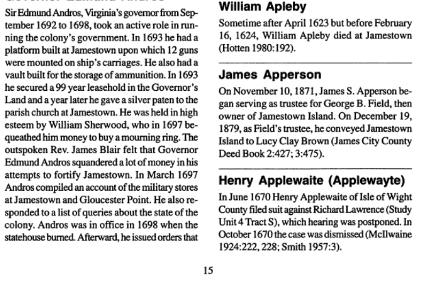 Sir Edmund Andros, Virginia's governor from Sep-
tember 1692 to 1698, took an active role in run-
ning the colony's government. In 1693 he had a
platform built at Jamestown upon which 12 guns
were mounted on ship's carriages. He also had a
vault built for the storage of ammunition. In 1693
he secured a 99 year leasehold in the Governor's
Land and a year later he gave a silver paten to the
parish church at Jamestown. He was held in high
esteem by William Sherwood, who in 1697 be-
queathed him money to buy a mourning ring. The
outspoken Rev. James Blair felt that Governor
Edmund Andros squandered a lot of money in his
attempts to fortify Jamestown. In March 1697
Andros compiled an account of the military stores
at Jamestown and Gloucester Point. He also re-
sponded to a list of queries about the state of the
colony. Andros was in office in 1698 when the
statehouse burned. Afterward, he issued orders that
William Apleby
Sometime after April 1623 but before February
16, 1624, William Apleby died at Jamestown
(Hotten 1980:192).
James Apperson
On November 10, 1871, James S. Apperson be-
gan serving as trustee for George B. Field, then
owner of Jamestown Island. On December 19,
1879, as Field's trustee, he conveyed Jamestown
Island to Lucy Clay Brown (James City County
Deed Book 2:427; 3:475).
Henry Applewaite (Applewayte)
In June 1670 Henry Applewaite of Isle of Wight
County filed suit against Richard Lawrence (Study
Unit 4 Tract S), which hearing was postponed. In
October 1670 the case was dismissed (McIlwaine
1924:222, 228; Smith 1957:3).
15